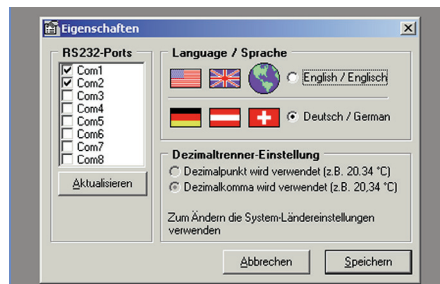 Eigenschaften
RS232-Ports
Com1
Com2
Com3
Com4
Com5
Com6
Com7
Com8
Aktualisieren
Language / Sprache
English / Englisch
Deutsch / German
Dezimaltrenner-Einstellung
Dezimalpunkt wird verwendet (z.B. 20.34 °C)
Dezimalkomma wird verwendet (z.B. 20,34 °C)
Zum Ändern die System-Ländereinstellungen
verwenden
Abbrechen
Speichern